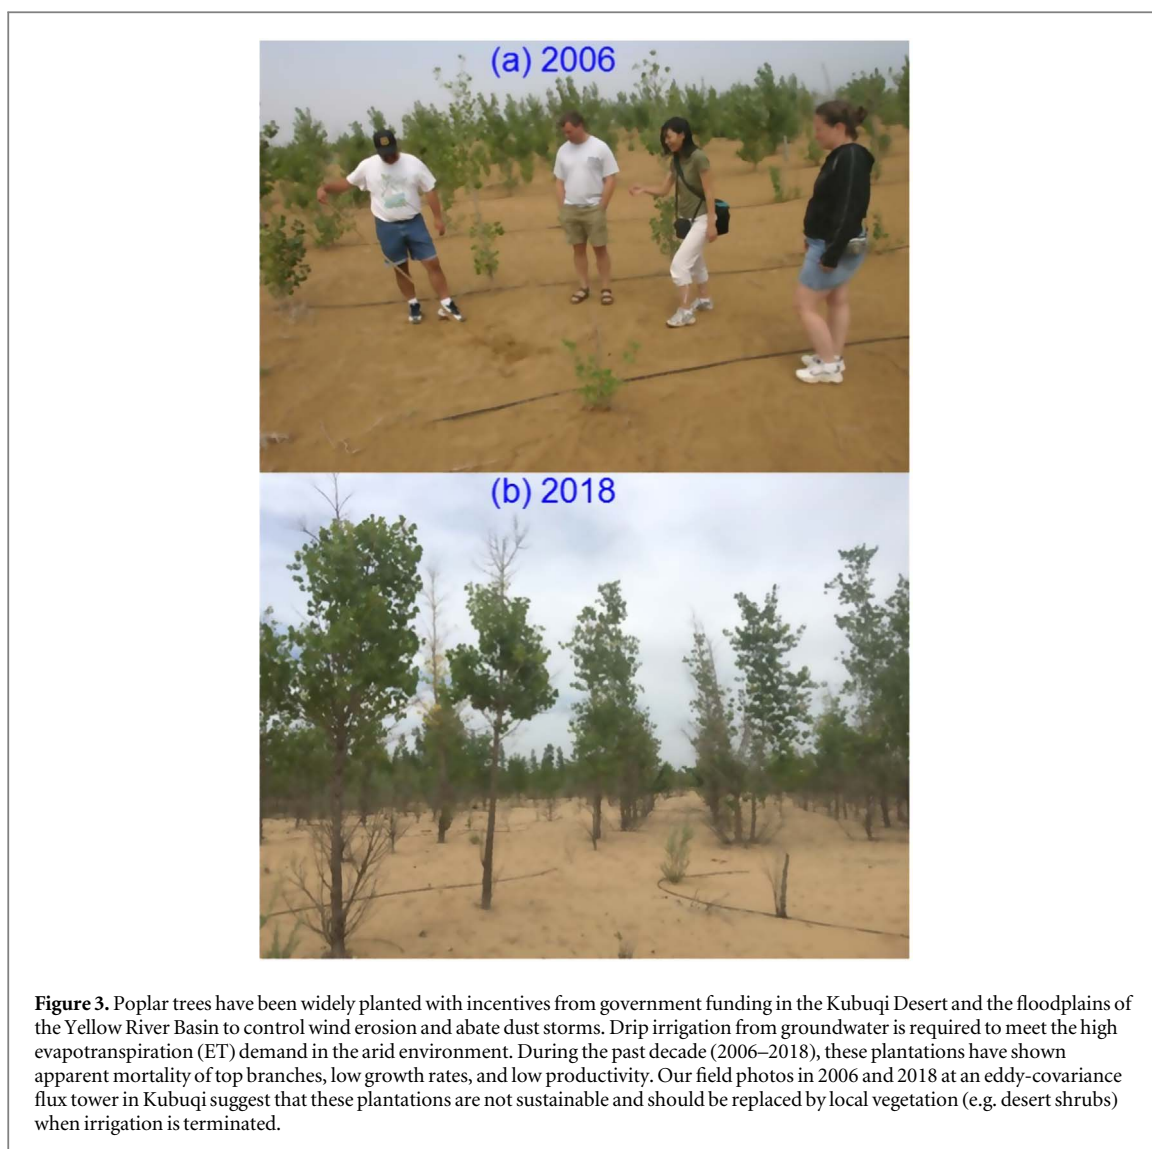 (a) 2006
(b) 2018
Figure 3. Poplar trees have been widely planted with incentives from government funding in the Kubuqi Desert and the floodplains of
the Yellow River Basin to control wind erosion and abate dust storms. Drip irrigation from groundwater is required to meet the high
evapotranspiration (ET) demand in the arid environment. During the past decade (2006–2018), these plantations have shown
apparent mortality of top branches, low growth rates, and low productivity. Our field photos in 2006 and 2018 at an eddy-covariance
flux tower in Kubuqi suggest that these plantations are not sustainable and should be replaced by local vegetation (e.g. desert shrubs)
when irrigation is terminated.